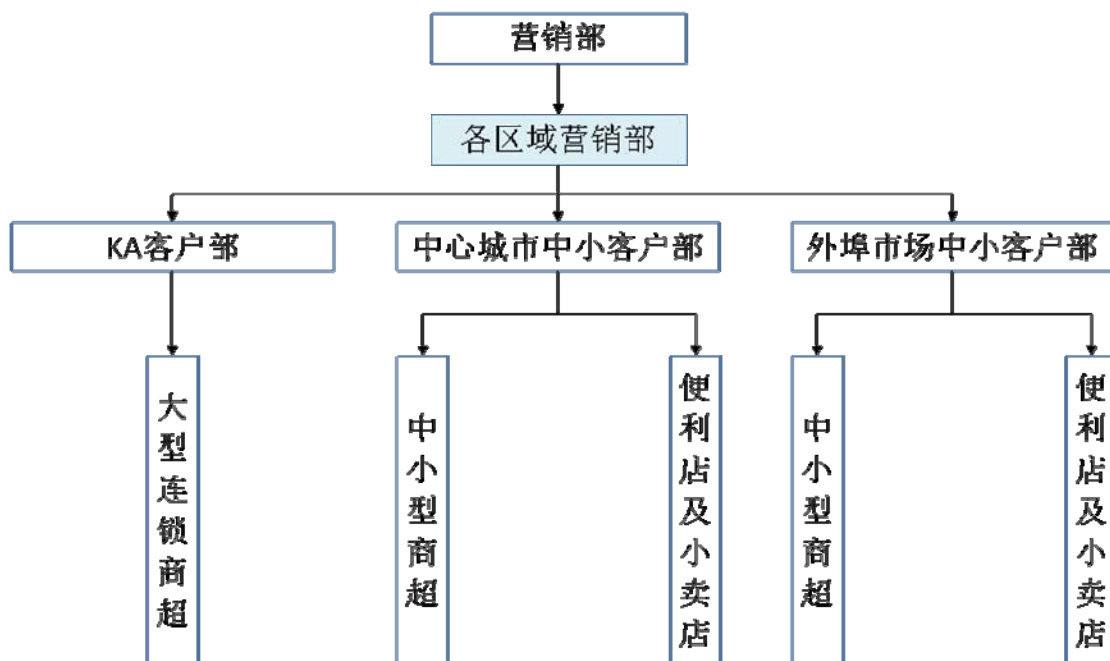 营销部
各区域营销部
KA客户部
中心城市中小客户部
外埠市场中小客户部
大型连锁商超
中小型商超
便利店及小卖店
中小型商超
便利店及小卖店